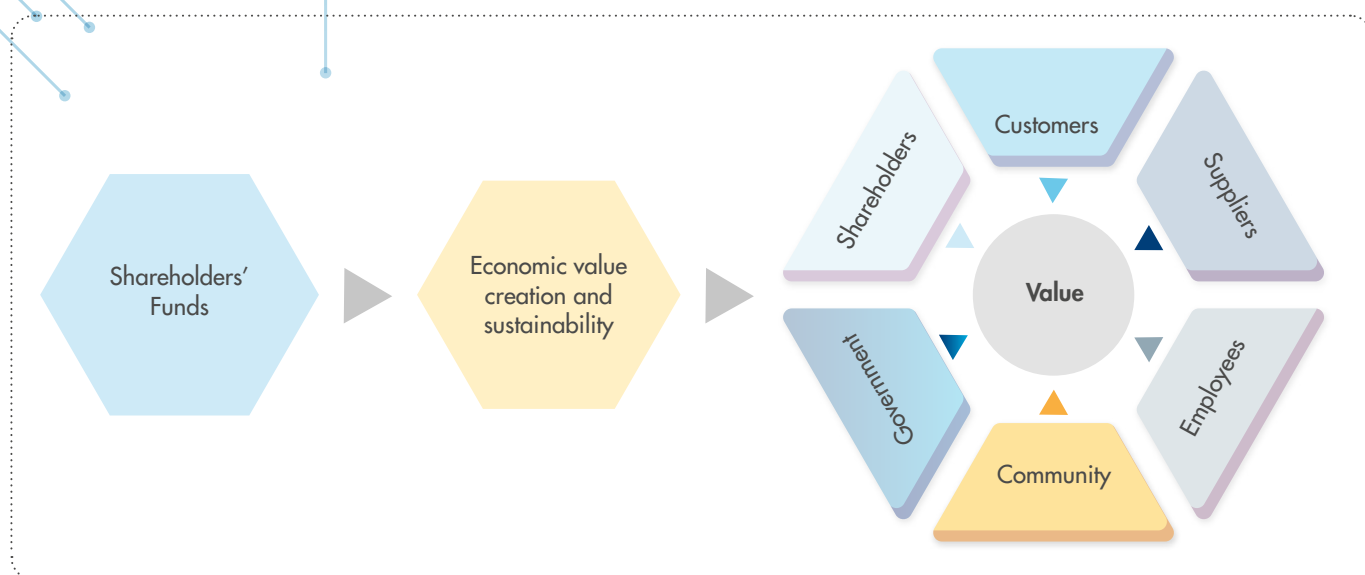 Shareholders’
Funds
Economic value
creation and
sustainability
Customers
Shareholders
Suppliers
Value
Government
Employees
Community